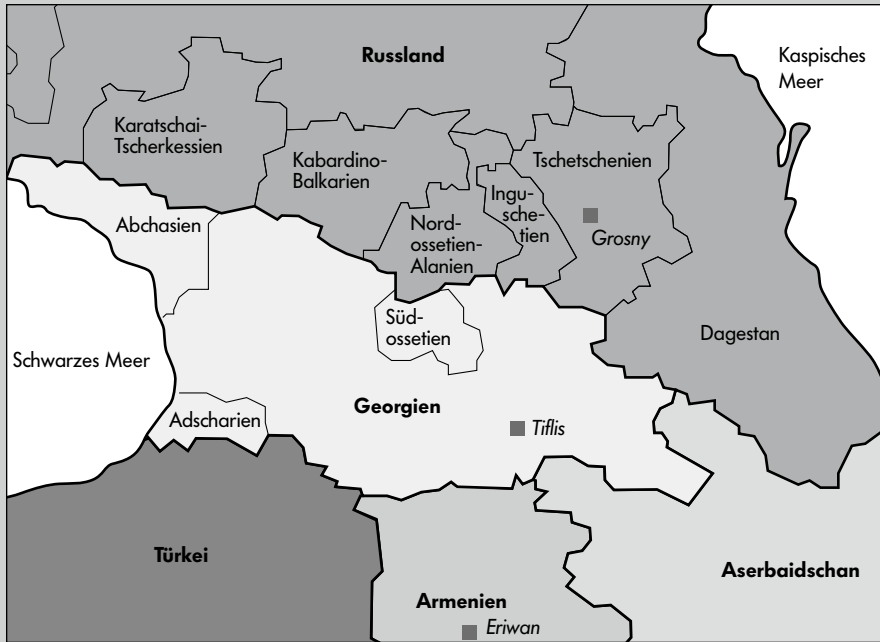 Russland
Kaspisches
Meer
Karatschai-
Tscherkessien
Kabardino-
Balkarien
Tschetschenien
Ingu-
sche-
tien
Grosny
Abchasien
Nord-
ossetien-
Alanien
Süd-
ossetien
Dagestan
Schwarzes Meer
Georgien
Adscharien
Tiflis
Türkei
Aserbaidschan
Armenien
Eriwan